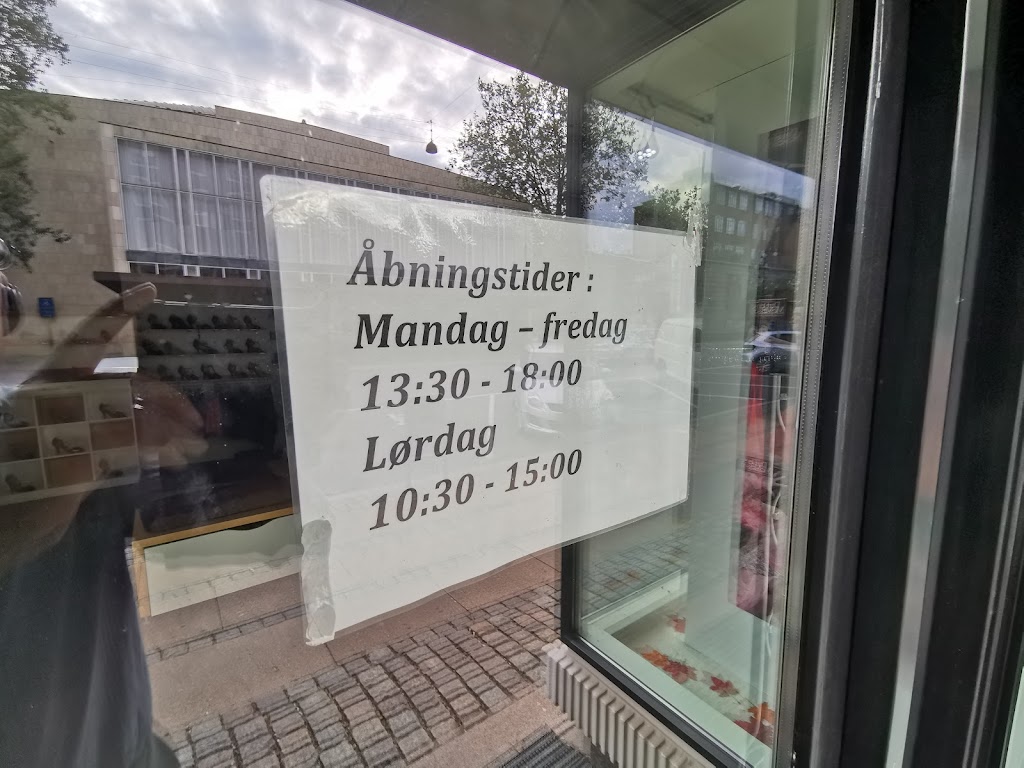 Åbningstider :
Mandag – fredag
13:30 - 18:00
Lørdag
10:30 - 15:00